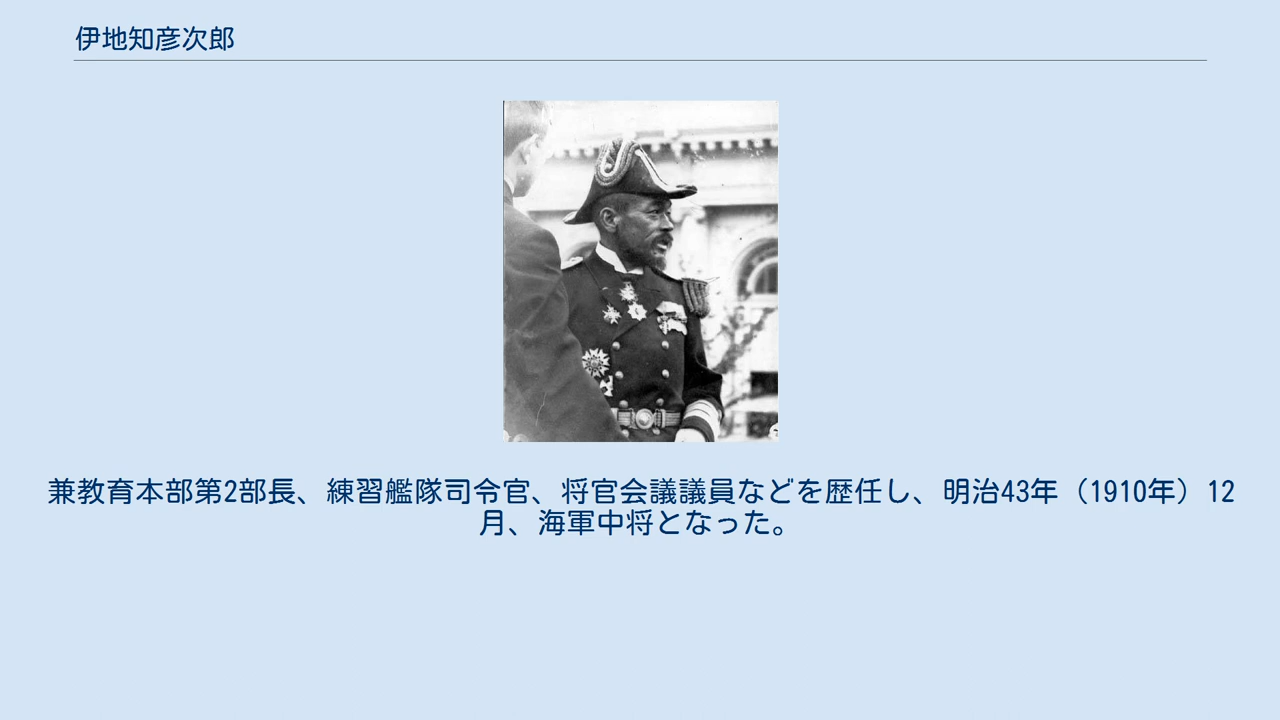 伊地知彦次郎
兼教育本部第2部長、練習艦隊司令官、将官会議議員などを歴任し、明治43年（1910年）12
月、海軍中将となった。